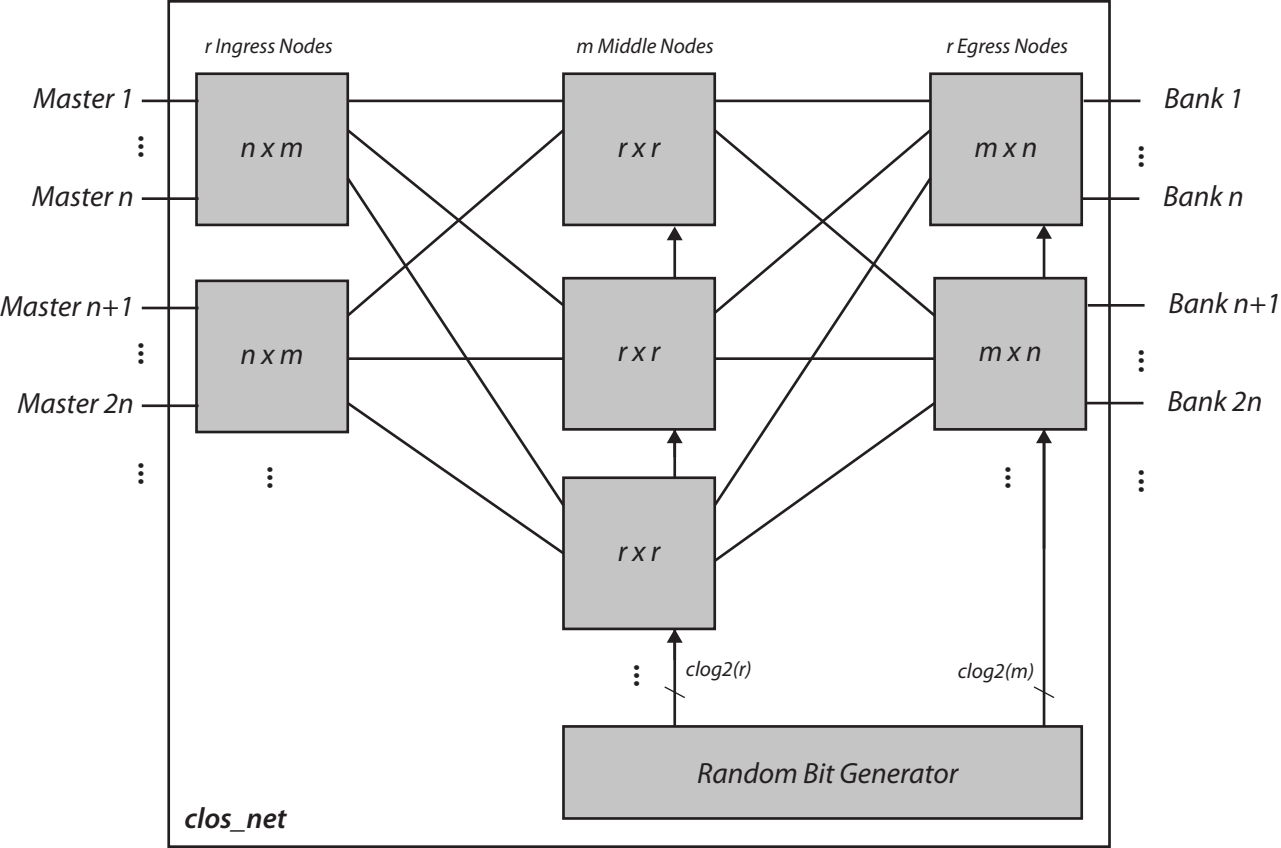 r Ingress Nodes
m Middle Nodes
r Egress Nodes
Master 1
n x m
r x r
m x n
Bank 1
Master n
Bank n
Master n+1
n x m
r x r
m x n
Bank n+1
Master 2n
Bank 2n
r x r
clog2(r)
clog2(m)
Random Bit Generator
clos_net